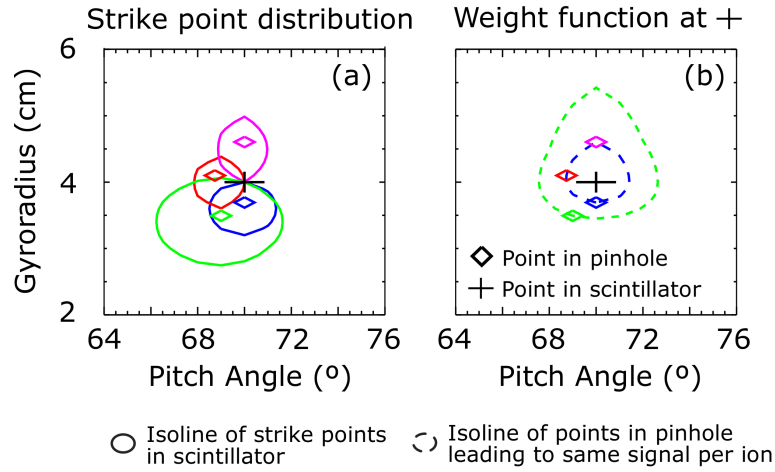 Strike point distribution
Weight function at +
(a)
(b)
Gyroradius (cm)
6
4
2
64
68
72
76
64
68
72
76
Pitch Angle (º)
Pitch Angle (º)
Point in pinhole
Point in scintillator
Isoline of strike points
in scintillator
Isoline of points in pinhole
leading to same signal per ion